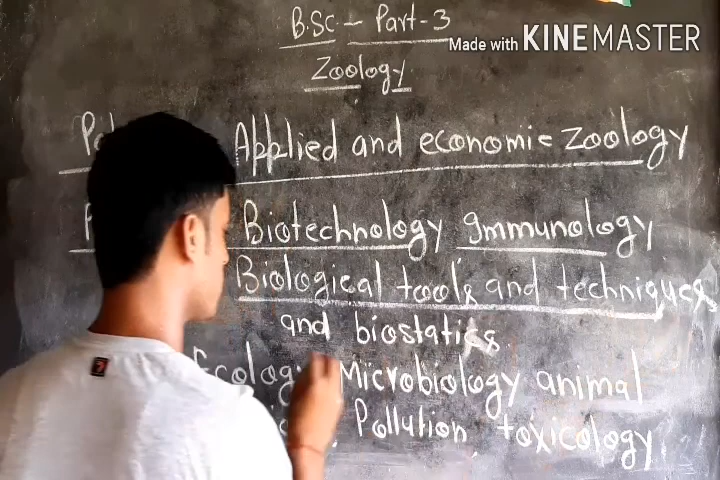 B.SC. - Part-3
Made with KINEMASTER
Zoology
Applied and economic zoology
Biotechnology Immunology
Biological tools and techniques
and biostatics
Ecology Microbiology animal
Pollution, toxicology